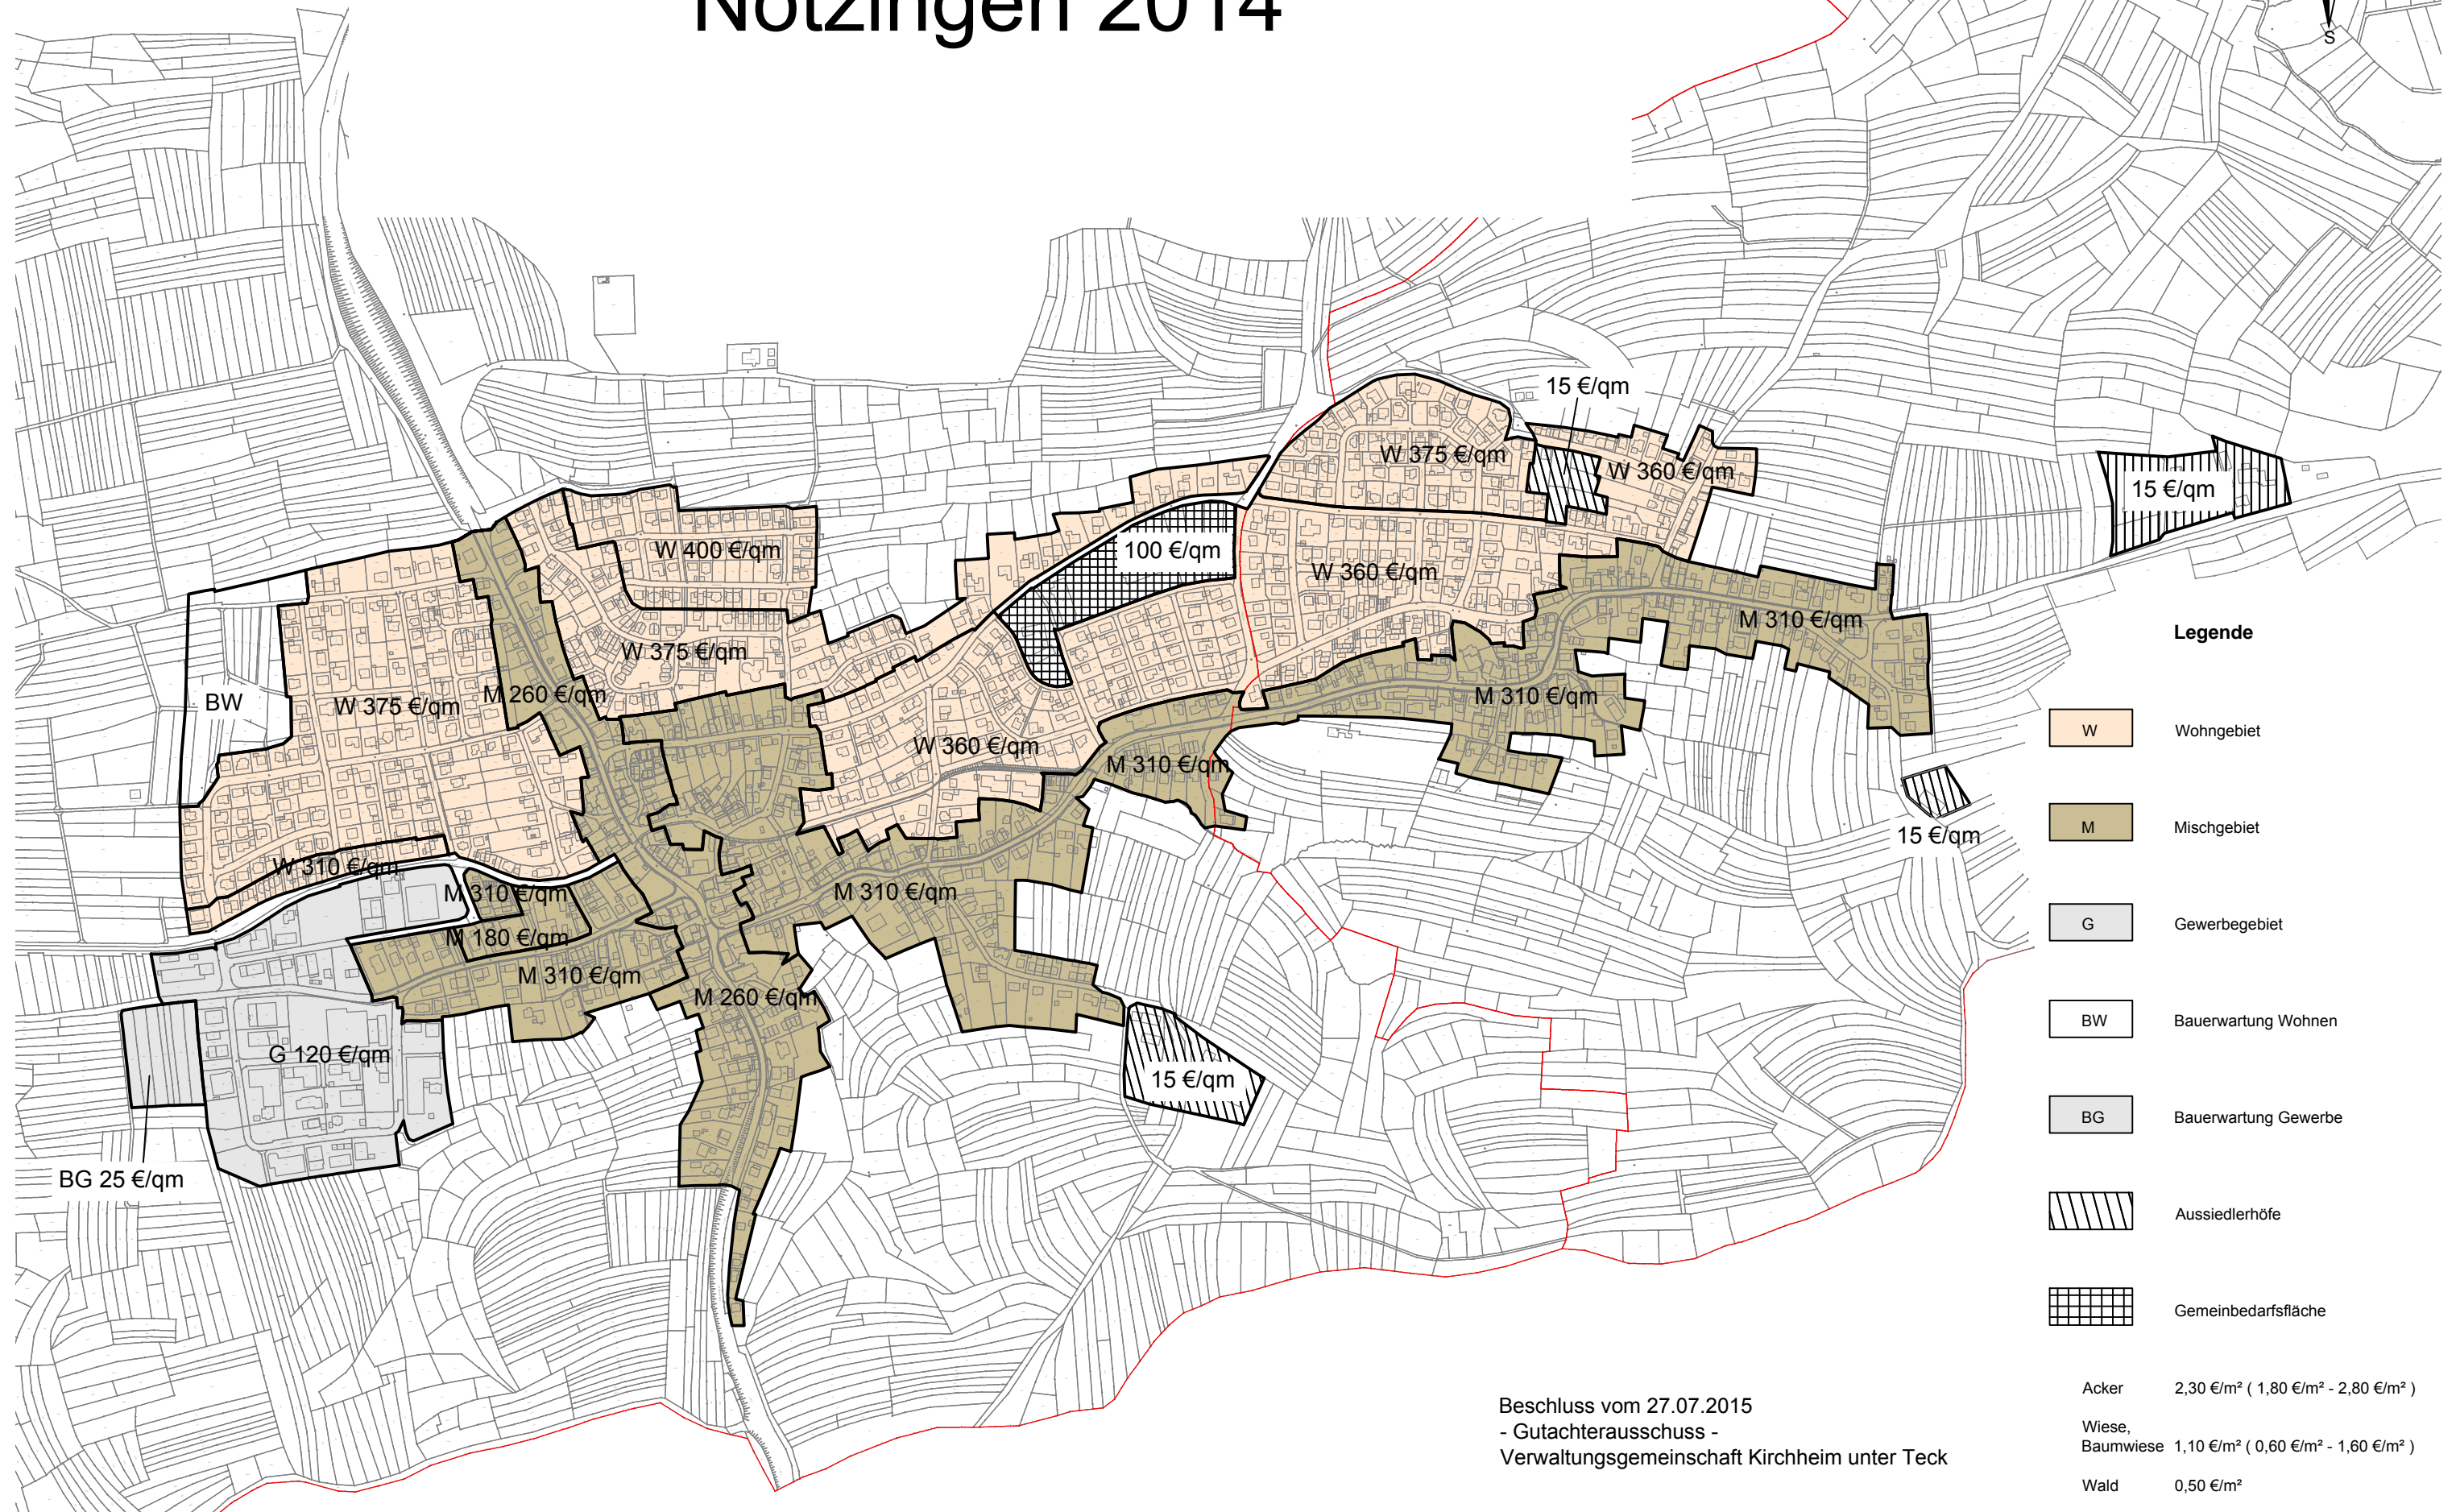 Notzingen 2014
S
15 €/qm
W 375 €/qm
W 360 €/qm
15 €/qm
W 400 €/qm
100 €/qm
W 360 €/qm
M 310 €/qm
W 375 €/qm
BW
W 375 €/qm
M 260 €/qm
M 310 €/qm
W 360 €/qm
M 310 €/qm
15 €/qm
W 310 €/qm
M 310 €/qm
M 310 €/qm
M 180 €/qm
M 310 €/qm
M 260 €/qm
G 120 €/qm
15 €/qm
BG 25 €/qm
Legende
W Wohngebiet
M Mischgebiet
G Gewerbegebiet
BW Bauerwartung Wohnen
BG Bauerwartung Gewerbe
Aussiedlerhöfe
Gemeinbedarfsfläche
Acker 2,30 €/m² ( 1,80 €/m² - 2,80 €/m² )
Wiese,
Baumwiese 1,10 €/m² ( 0,60 €/m² - 1,60 €/m² )
Wald 0,50 €/m²
Beschluss vom 27.07.2015
- Gutachterausschuss -
Verwaltungsgemeinschaft Kirchheim unter Teck